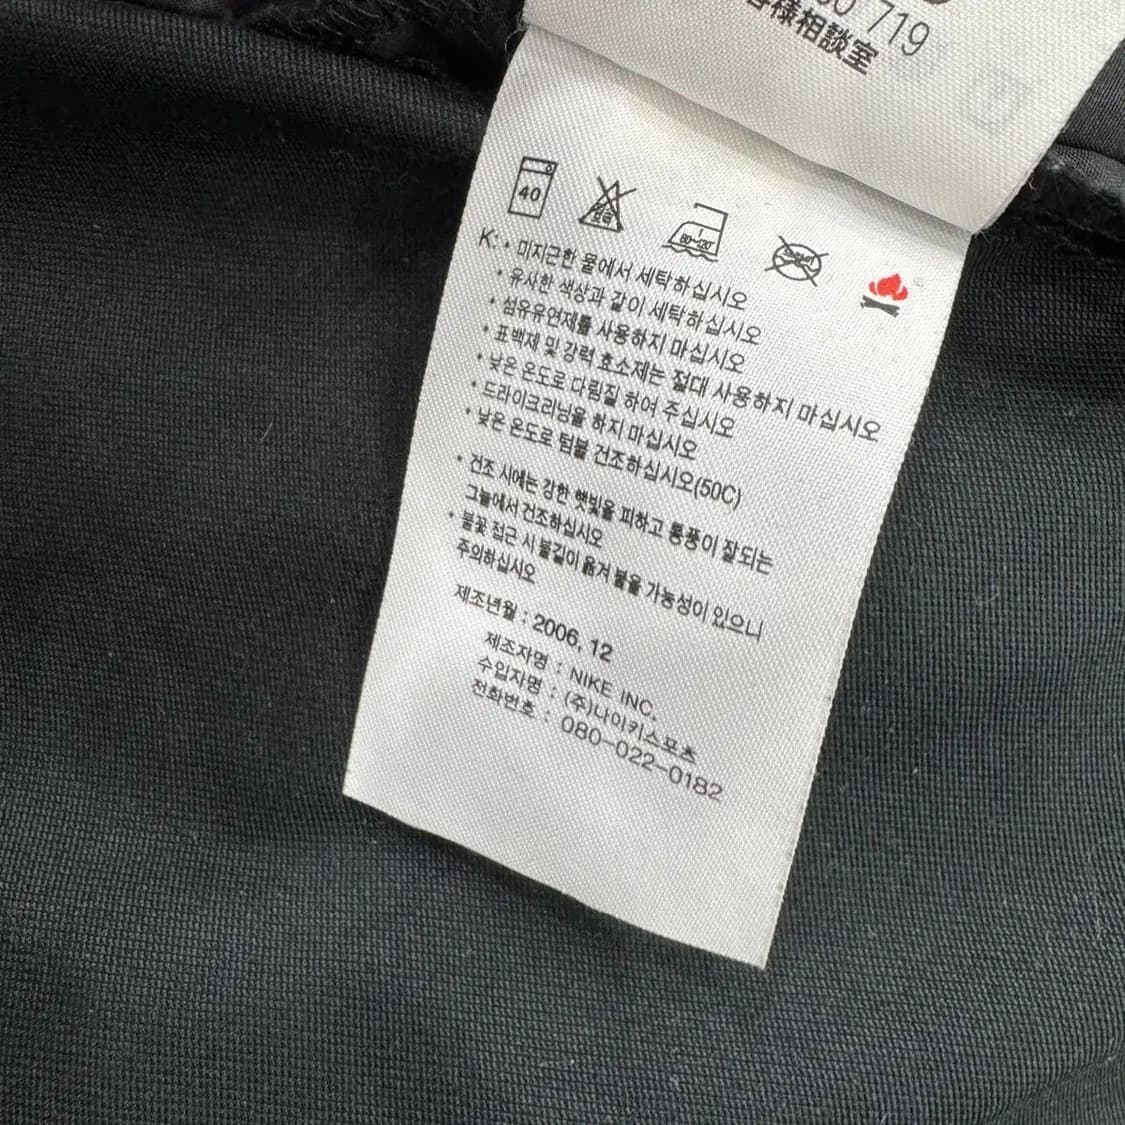 719
客様相談室
40
염소
80~120℃
드라이
K: • 미지근한 물에서 세탁하십시오
• 유사한 색상과 같이 세탁하십시오
• 섬유유연제를 사용하지 마십시오
• 표백제 및 강력 효소제는 절대 사용하지 마십시오
• 낮은 온도로 다림질 하여 주십시오
• 드라이크리닝을 하지 마십시오
• 낮은 온도로 텀블 건조하십시오(50C)
• 건조 시에는 강한 햇빛을 피하고 통풍이 잘되는
그늘에서 건조하십시오
• 불꽃 접근 시 불길이 옮겨 붙을 가능성이 있으니
주의하십시오
제조년월 : 2006, 12
제조자명 : NIKE INC.
수입자명 : (주)나이키스포츠
전화번호 : 080-022-0182